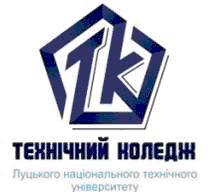 ТК
ТЕХНІЧНИЙ КОЛЕДЖ
Луцького національного технічного
університету